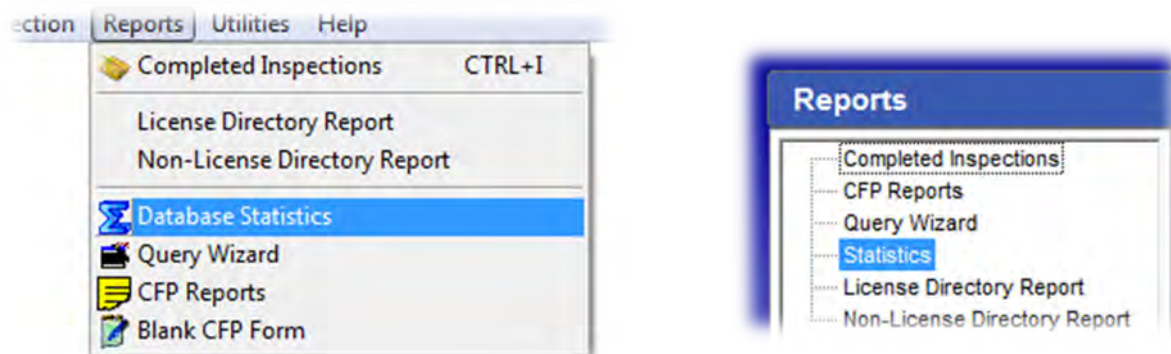 ection Reports Utilities Help
Completed Inspections CTRL+I
License Directory Report
Non-License Directory Report
Database Statistics
Query Wizard
CFP Reports
Blank CFP Form
Reports
Completed Inspections
CFP Reports
Query Wizard
Statistics
License Directory Report
Non-License Directory Report